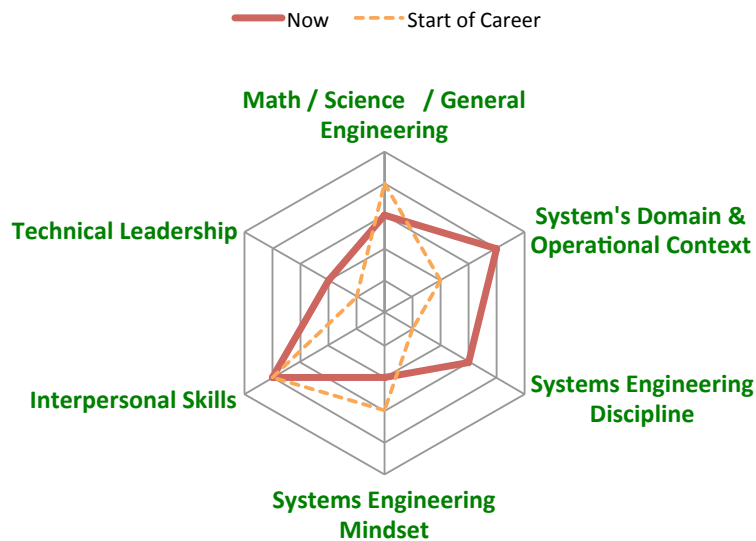 Now Start of Career
Math / Science / General
Engineering
System's Domain &
Operational Context
Systems Engineering
Discipline
Systems Engineering
Mindset
Interpersonal Skills
Technical Leadership